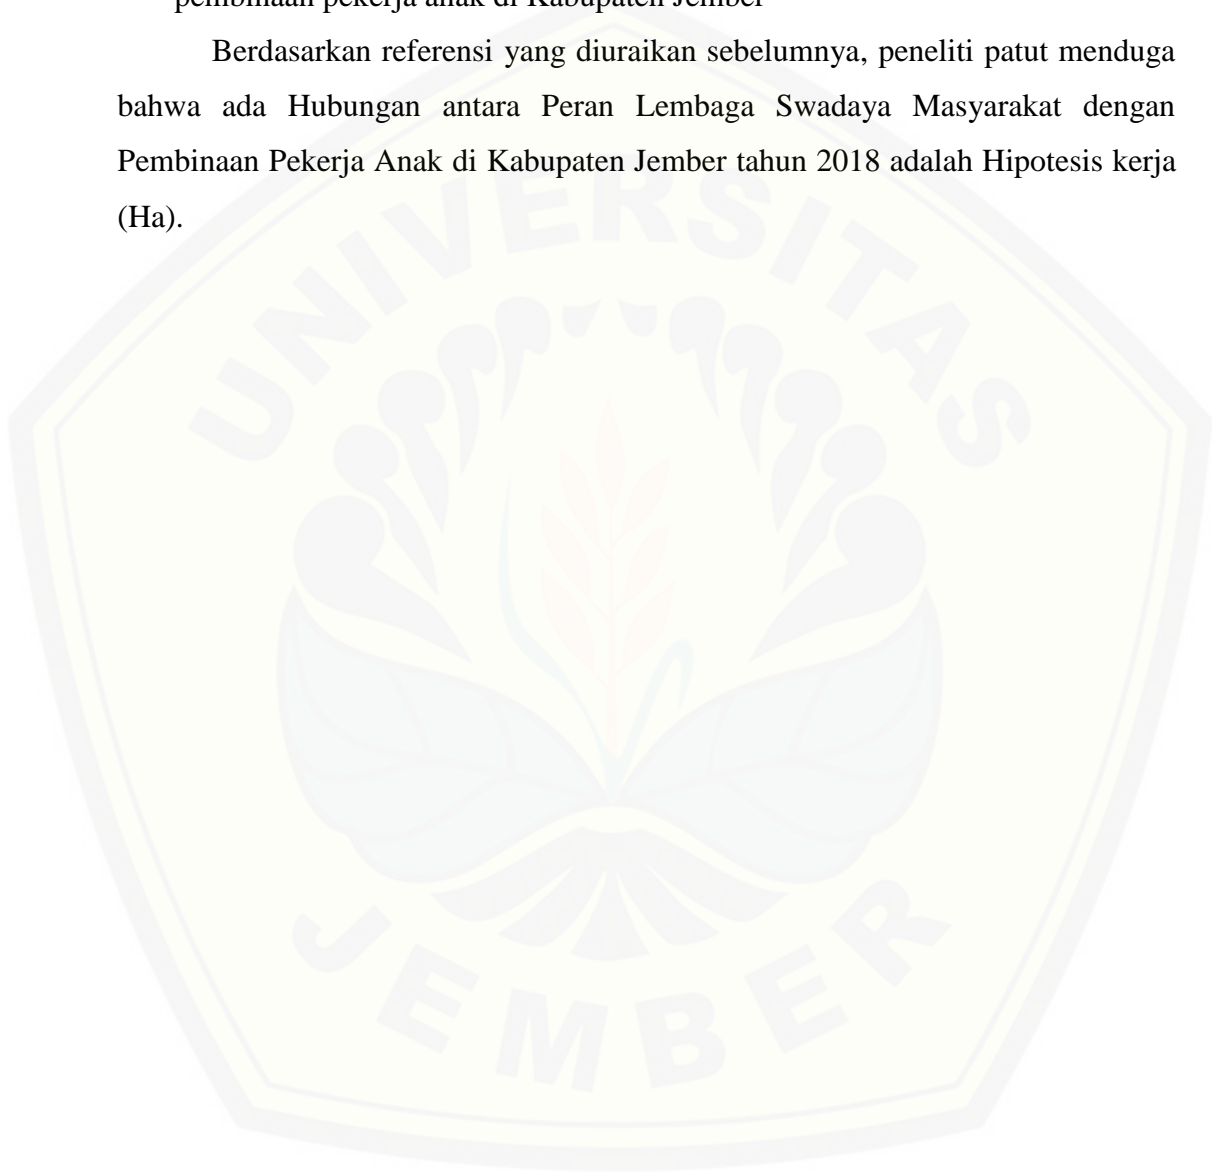 pembinaan pekerja anak di Kabupaten Jember
Berdasarkan referensi yang diuraikan sebelumnya, peneliti patut menduga
bahwa ada Hubungan antara Peran Lembaga Swadaya Masyarakat dengan
Pembinaan Pekerja Anak di Kabupaten Jember tahun 2018 adalah Hipotesis kerja
(Ha).
UNIVERSITAS
JEMBER